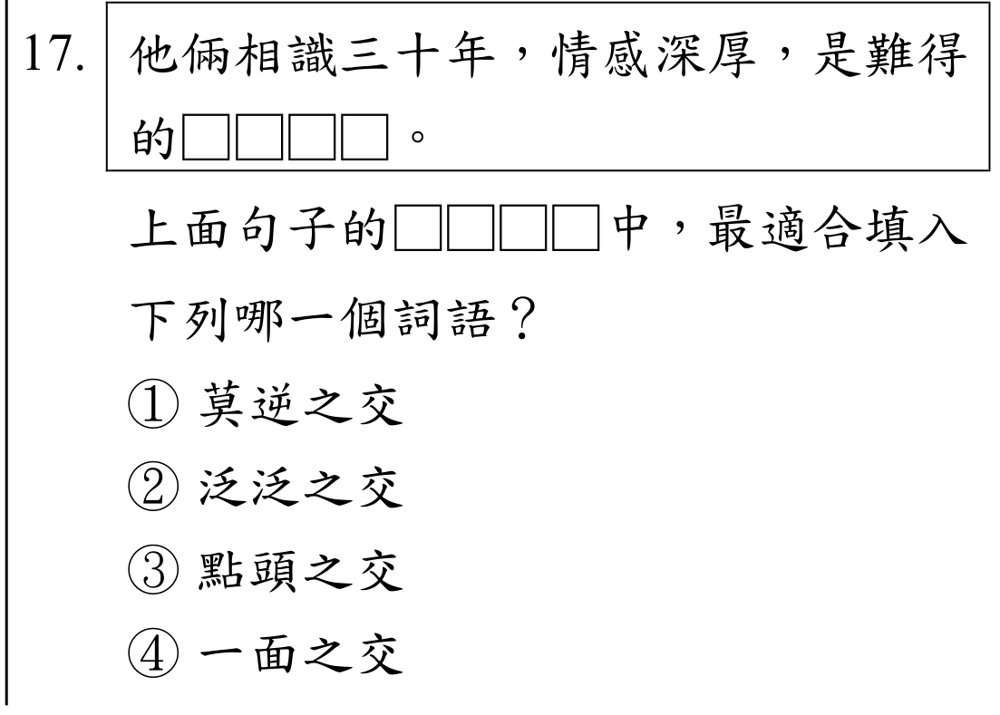 17. 他倆相識三十年，情感深厚，是難得
的□□□□。
上面句子的□□□□中，最適合填入
下列哪一個詞語？
① 莫逆之交
② 泛泛之交
③ 點頭之交
④ 一面之交